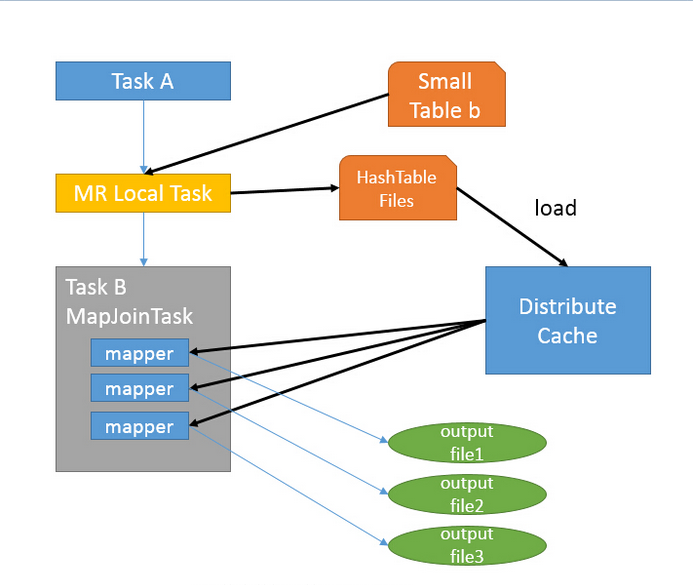 Task A
Small
Table b
MR Local Task
HashTable
Files
load
Task B
MapJoinTask
mapper
mapper
mapper
Distribute
Cache
output
file1
output
file2
output
file3